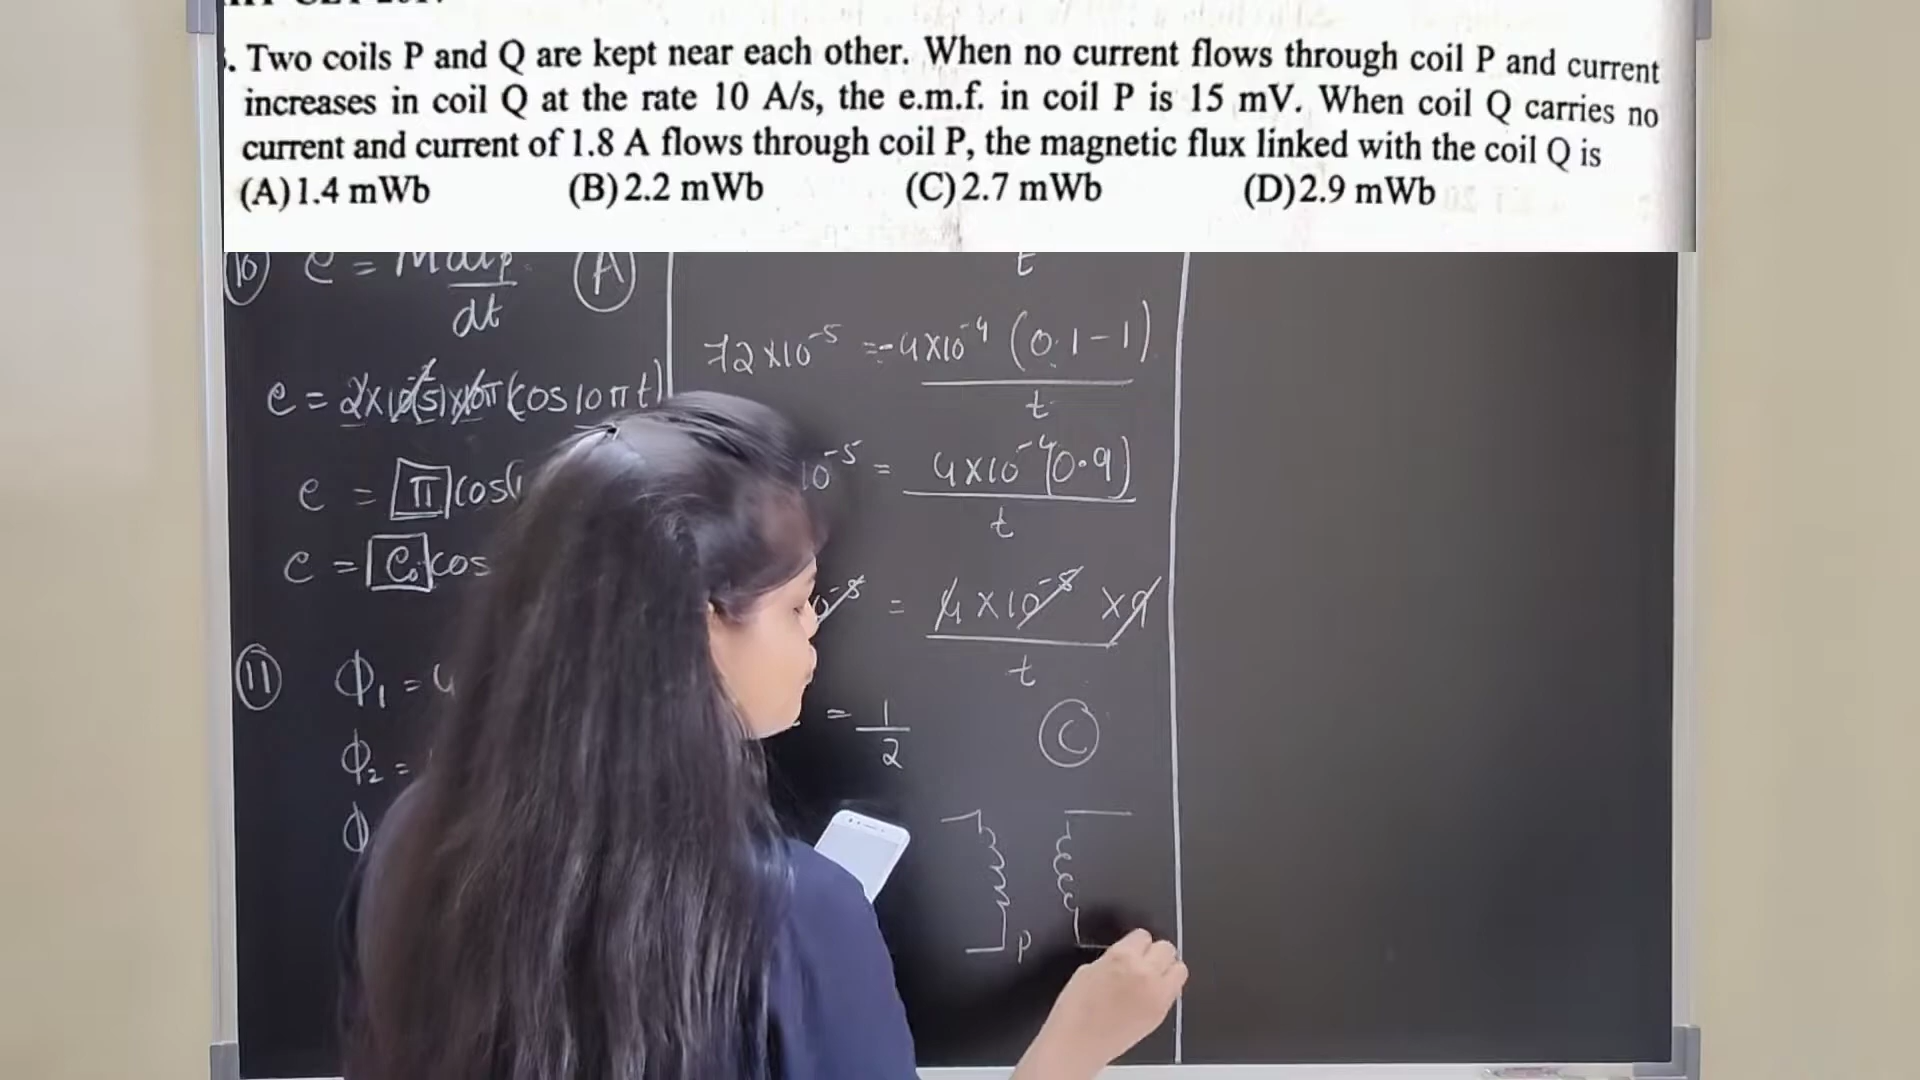 . Two coils P and Q are kept near each other. When no current flows through coil P and current
increases in coil Q at the rate 10 A/s, the e.m.f. in coil P is 15 mV. When coil Q carries no
current and current of 1.8 A flows through coil P, the magnetic flux linked with the coil Q is
(A) 1.4 mWb (B) 2.2 mWb (C) 2.7 mWb (D) 2.9 mWb
(10) e = M di_p/dt (A)
e = 2×10⁻²(5)×10π(cos10πt)
e = π cos(
e = e₀ cos
(11) ϕ₁ = 4
ϕ₂ =
ϕ
t
72×10⁻⁵ = -4×10⁻⁴ (0.1-1)
t
10⁻⁵ = 4×10⁻⁴(0.9)
t
= 4×10⁻⁵ ×9
t
= 1/2 (C)
P